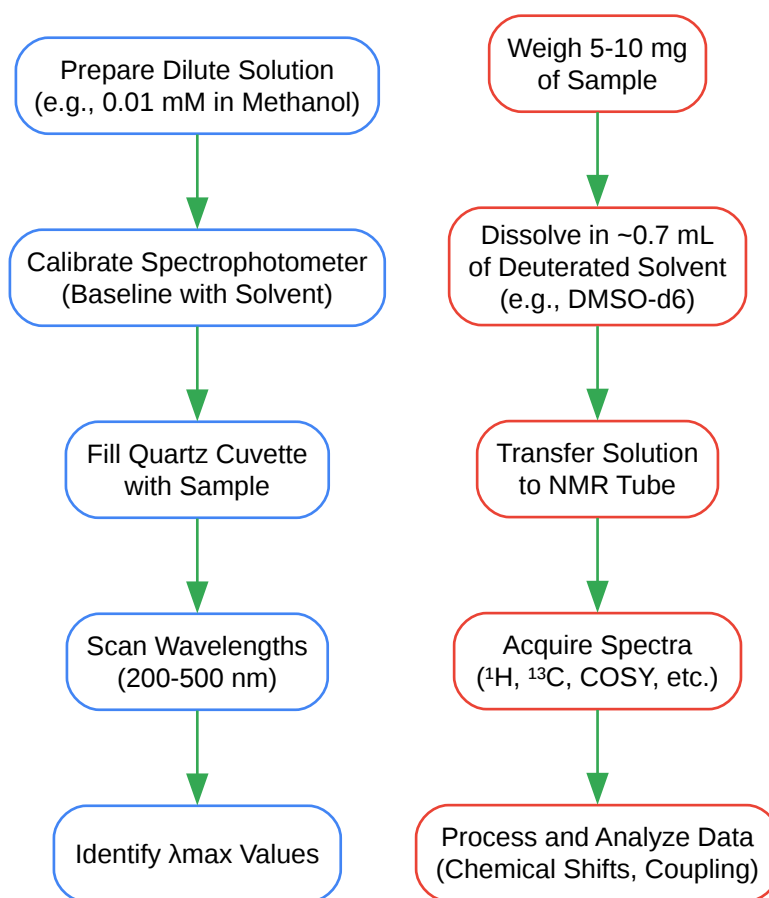 Prepare Dilute Solution
(e.g., 0.01 mM in Methanol)
Calibrate Spectrophotometer
(Baseline with Solvent)
Fill Quartz Cuvette
with Sample
Scan Wavelengths
(200-500 nm)
Identify λmax Values
Weigh 5-10 mg
of Sample
Dissolve in ~0.7 mL
of Deuterated Solvent
(e.g., DMSO-d6)
Transfer Solution
to NMR Tube
Acquire Spectra
(¹H, ¹³C, COSY, etc.)
Process and Analyze Data
(Chemical Shifts, Coupling)